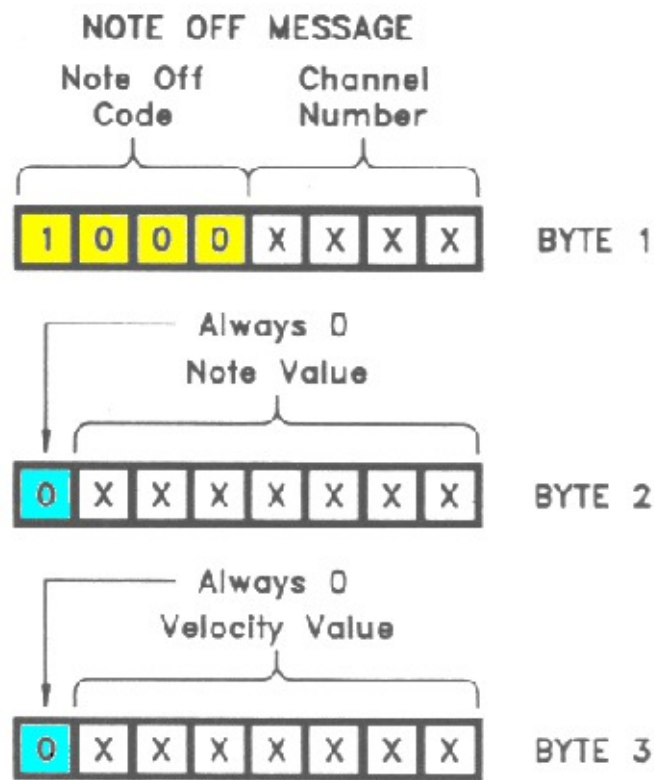 NOTE OFF MESSAGE
Note Off Code
Channel Number
1 0 0 0 X X X X BYTE 1
Always 0
Note Value
0 X X X X X X X BYTE 2
Always 0
Velocity Value
0 X X X X X X X BYTE 3